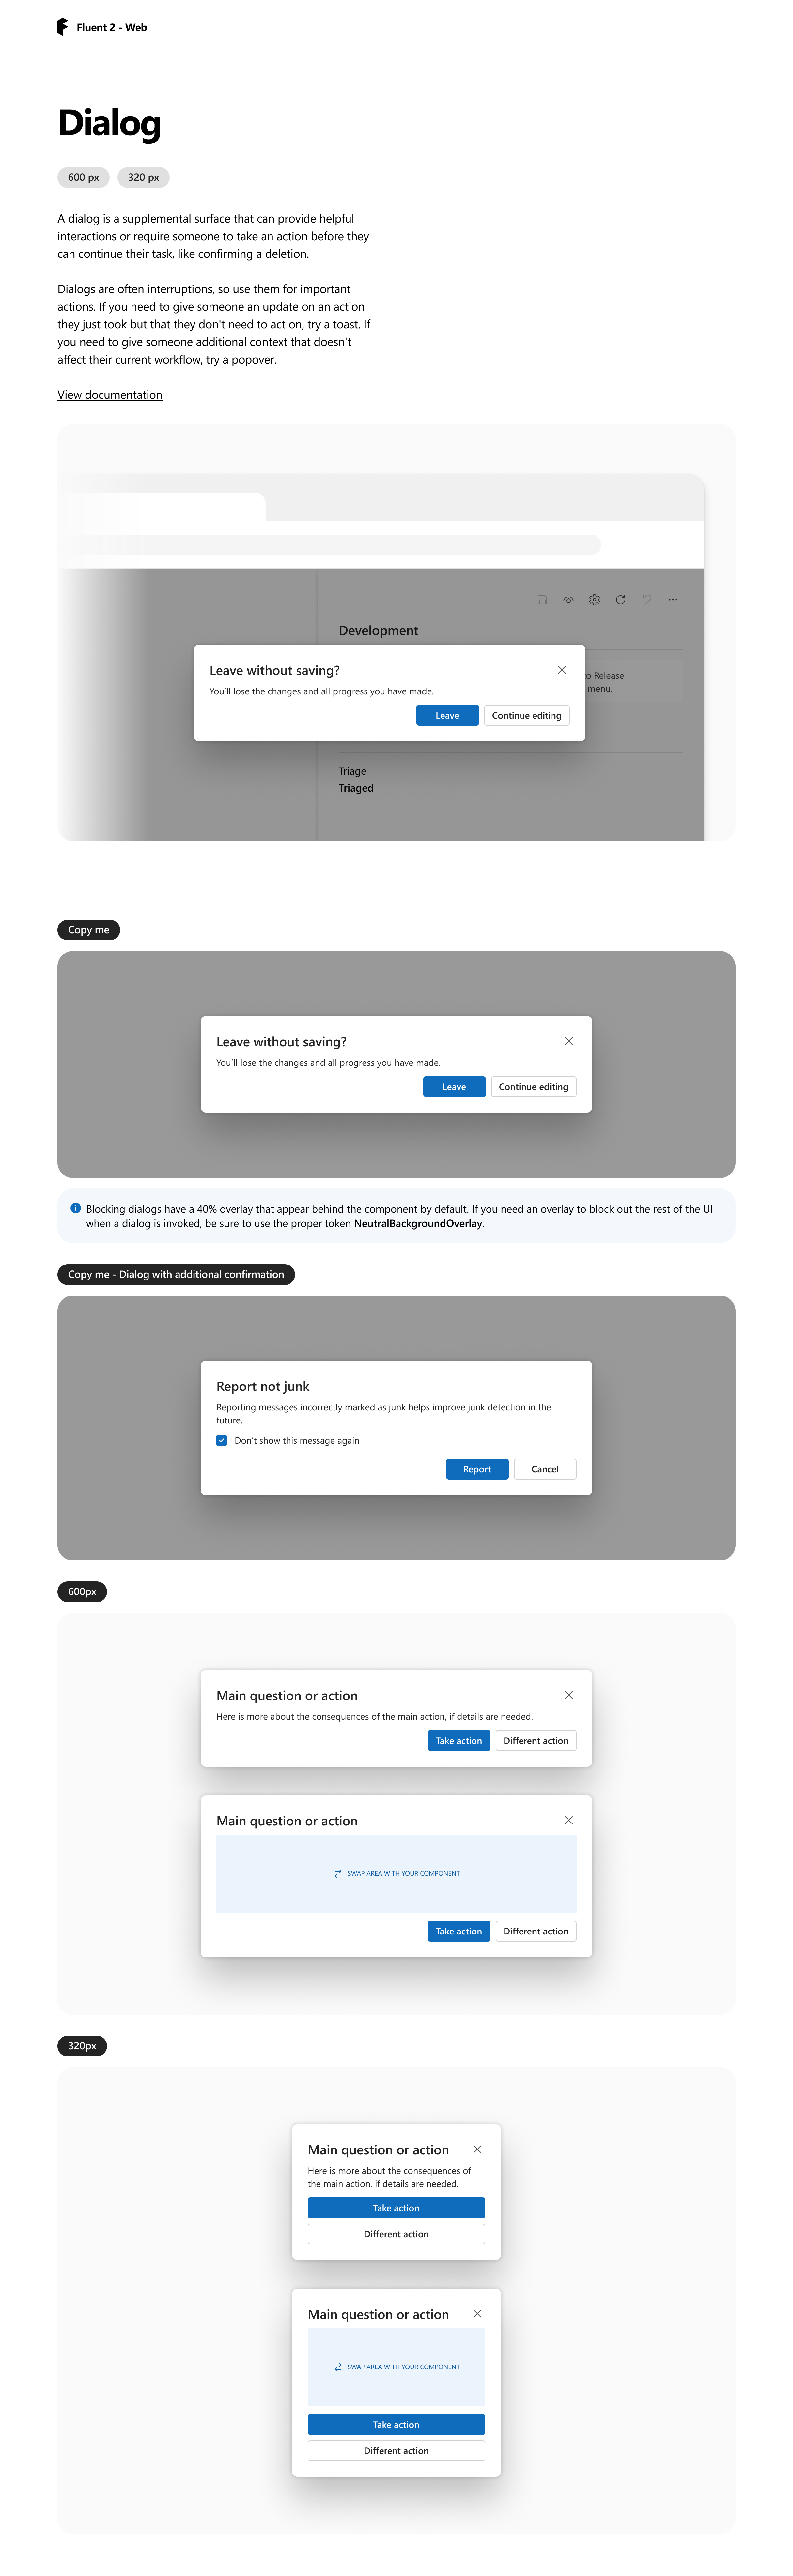 Fluent 2 - Web
Dialog
600 px
320 px
A dialog is a supplemental surface that can provide helpful
interactions or require someone to take an action before they
can continue their task, like confirming a deletion.
Dialogs are often interruptions, so use them for important
actions. If you need to give someone an update on an action
they just took but that they don't need to act on, try a toast. If
you need to give someone additional context that doesn't
affect their current workflow, try a popover.
View documentation
Development
Leave without saving?
o Release
You'll lose the changes and all progress you have made.
menu.
Leave
Continue editing
Triage
Triaged
Copy me
Leave without saving?
You'll lose the changes and all progress you have made.
Leave
Continue editing
Blocking dialogs have a 40% overlay that appear behind the component by default. If you need an overlay to block out the rest of the UI
when a dialog is invoked, be sure to use the proper token NeutralBackgroundOverlay.
Copy me - Dialog with additional confirmation
Report not junk
Reporting messages incorrectly marked as junk helps improve junk detection in the
future.
Don't show this message again
Report
Cancel
600px
Main question or action
Here is more about the consequences of the main action, if details are needed.
Take action
Different action
Main question or action
SWAP AREA WITH YOUR COMPONENT
Take action
Different action
320px
Main question or action
Here is more about the consequences of
the main action, if details are needed.
Take action
Different action
Main question or action
SWAP AREA WITH YOUR COMPONENT
Take action
Different action